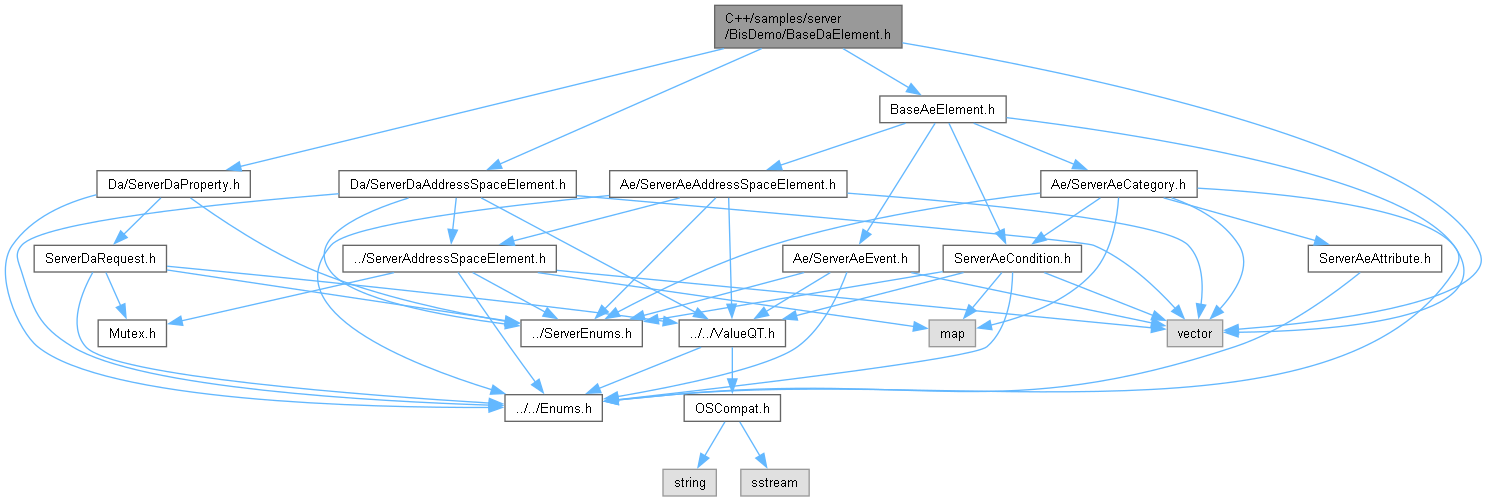 C++/samples/server
/BisDemo/BaseDaElement.h
BaseAeElement.h
Da/ServerDaProperty.h
Da/ServerDaAddressSpaceElement.h
Ae/ServerAeAddressSpaceElement.h
Ae/ServerAeCategory.h
ServerDaRequest.h
../ServerAddressSpaceElement.h
Ae/ServerAeEvent.h
ServerAeCondition.h
ServerAeAttribute.h
Mutex.h
../ServerEnums.h
../../ValueQT.h
map
vector
../../Enums.h
OSCompat.h
string
sstream